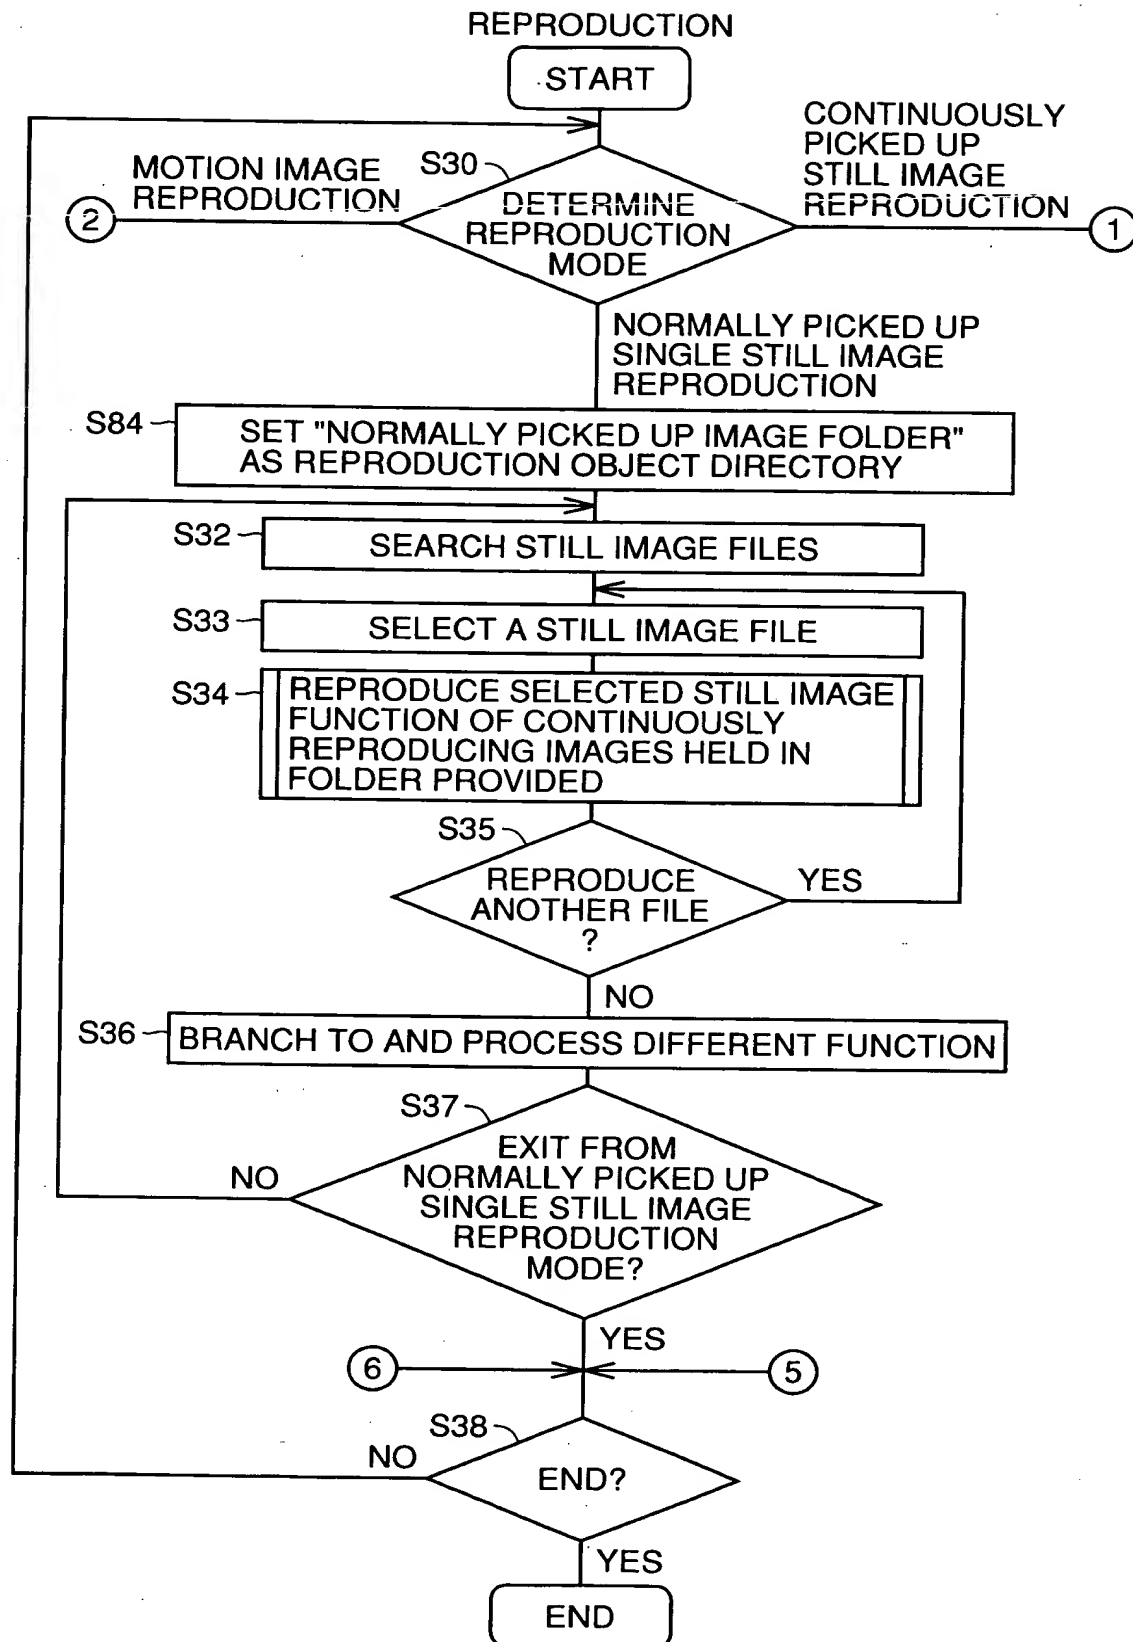 REPRODUCTION
START
CONTINUOUSLY
PICKED UP
STILL IMAGE
REPRODUCTION
MOTION IMAGE
REPRODUCTION
S30
2
DETERMINE
REPRODUCTION
MODE
1
NORMALLY PICKED UP
SINGLE STILL IMAGE
REPRODUCTION
S84
SET "NORMALLY PICKED UP IMAGE FOLDER"
AS REPRODUCTION OBJECT DIRECTORY
S32
SEARCH STILL IMAGE FILES
S33
SELECT A STILL IMAGE FILE
S34
REPRODUCE SELECTED STILL IMAGE
FUNCTION OF CONTINUOUSLY
REPRODUCING IMAGES HELD IN
FOLDER PROVIDED
S35
REPRODUCE
ANOTHER FILE
?
YES
NO
S36
BRANCH TO AND PROCESS DIFFERENT FUNCTION
S37
EXIT FROM
NORMALLY PICKED UP
SINGLE STILL IMAGE
REPRODUCTION
MODE?
NO
YES
6
5
S38
NO
END?
YES
END